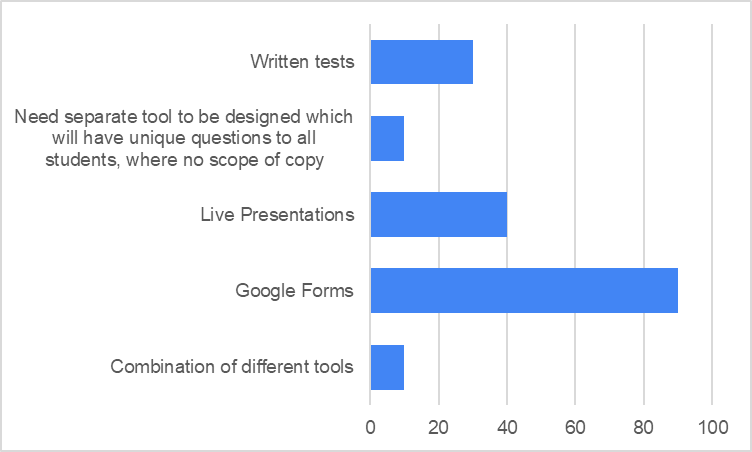 Written tests
Need separate tool to be designed which
will have unique questions to all
students, where no scope of copy
Live Presentations
Google Forms
Combination of different tools
0 20 40 60 80 100